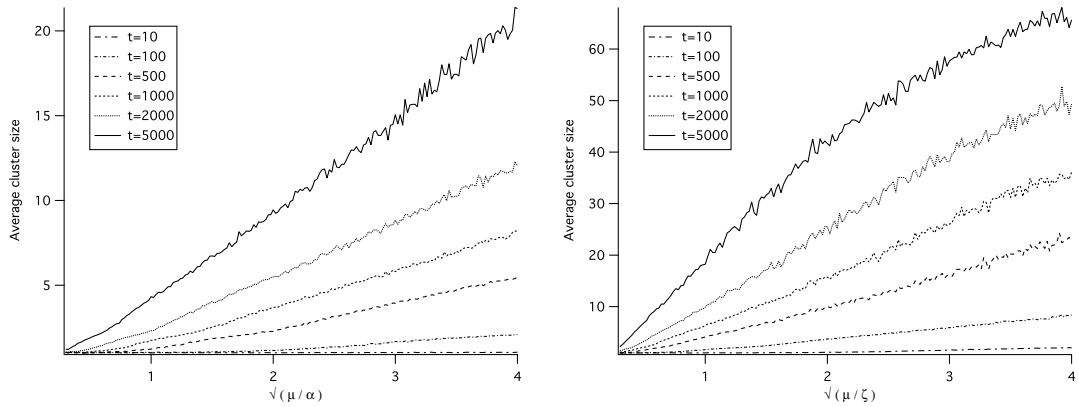 20
15
10
5
Average cluster size
t=10
t=100
t=500
t=1000
t=2000
t=5000
1
2
3
4
√(μ/α)
60
50
40
30
20
10
Average cluster size
t=10
t=100
t=500
t=1000
t=2000
t=5000
1
2
3
4
√(μ/ζ)